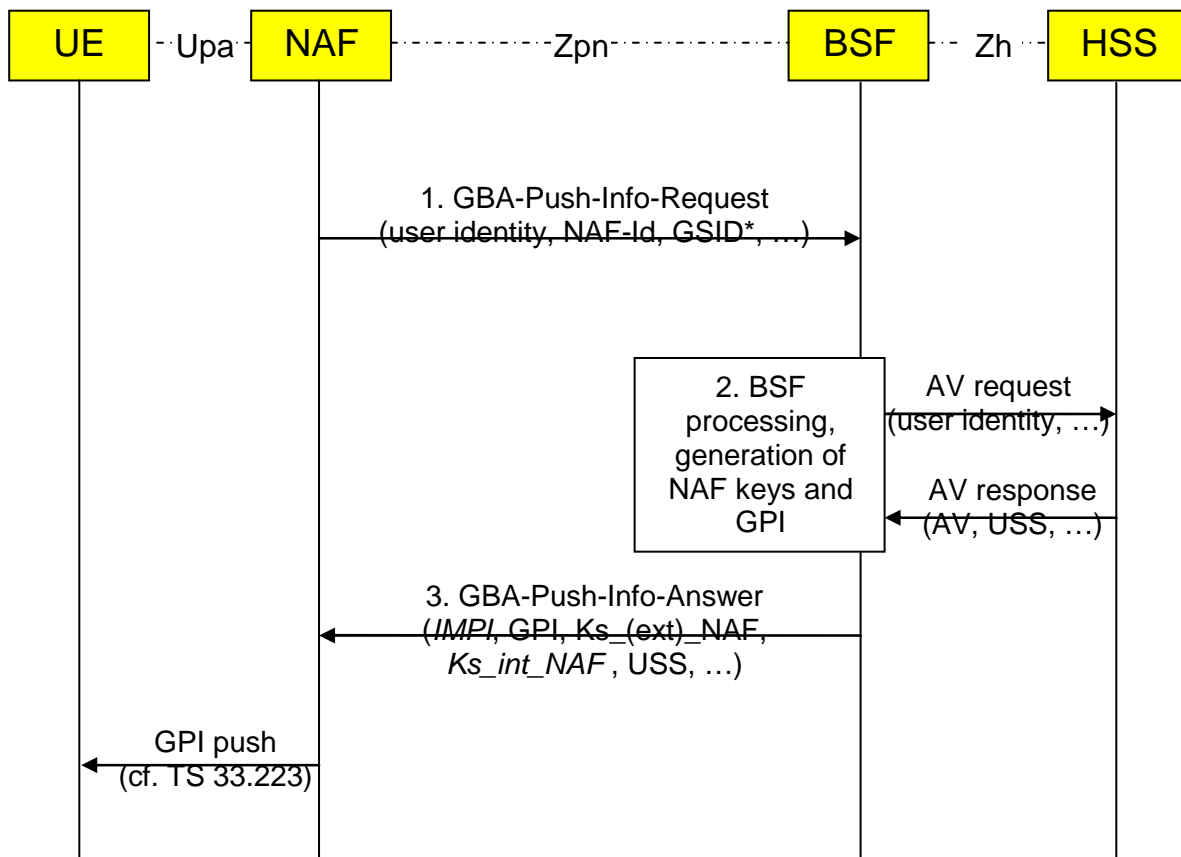 UE
Upa
NAF
Zpn
BSF
Zh
HSS
1. GBA-Push-Info-Request
(user identity, NAF-Id, GSID*, …)
2. BSF
processing,
generation of
NAF keys and
GPI
AV request
(user identity, …)
AV response
(AV, USS, …)
3. GBA-Push-Info-Answer
(IMPI, GPI, Ks_(ext)_NAF,
Ks_int_NAF , USS, …)
GPI push
(cf. TS 33.223)